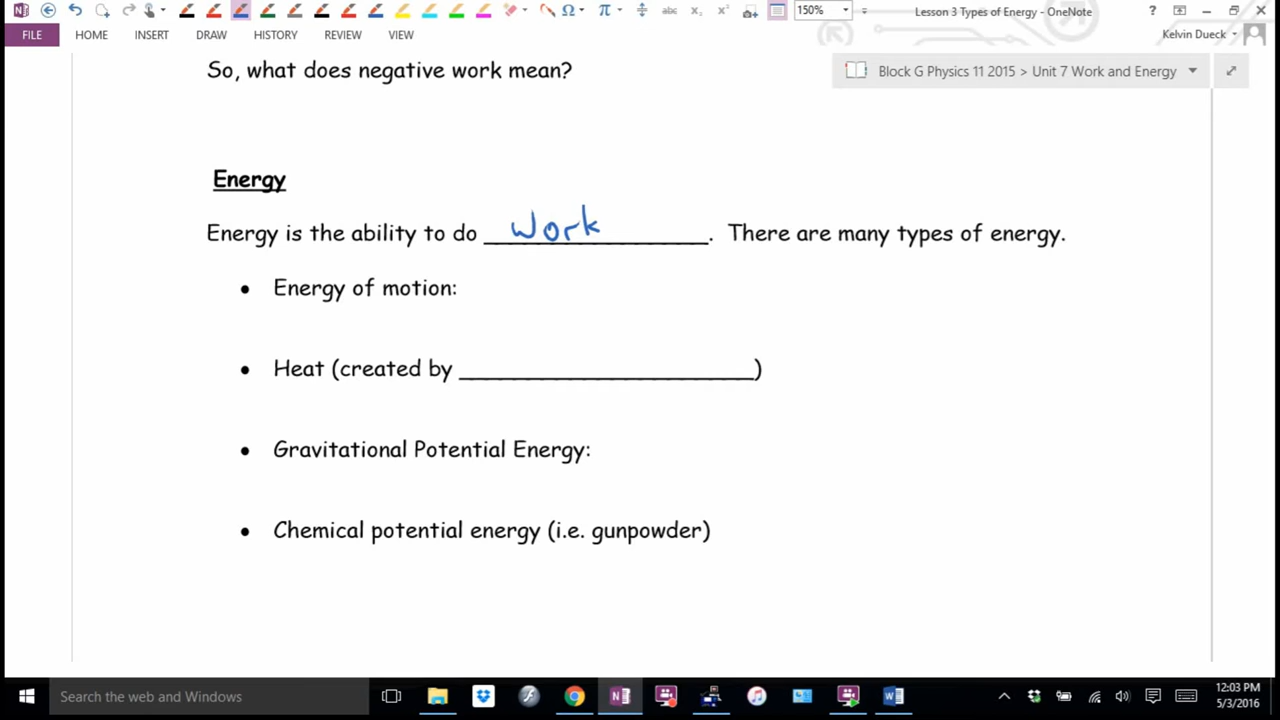 150%
Lesson 3 Types of Energy - OneNote
?
FILE HOME INSERT DRAW HISTORY REVIEW VIEW
Kelvin Dueck
Block G Physics 11 2015 > Unit 7 Work and Energy
So, what does negative work mean?
Energy
Energy is the ability to do work. There are many types of energy.
• Energy of motion:
• Heat (created by ____________________)
• Gravitational Potential Energy:
• Chemical potential energy (i.e. gunpowder)
Search the web and Windows
12:03 PM
5/3/2016